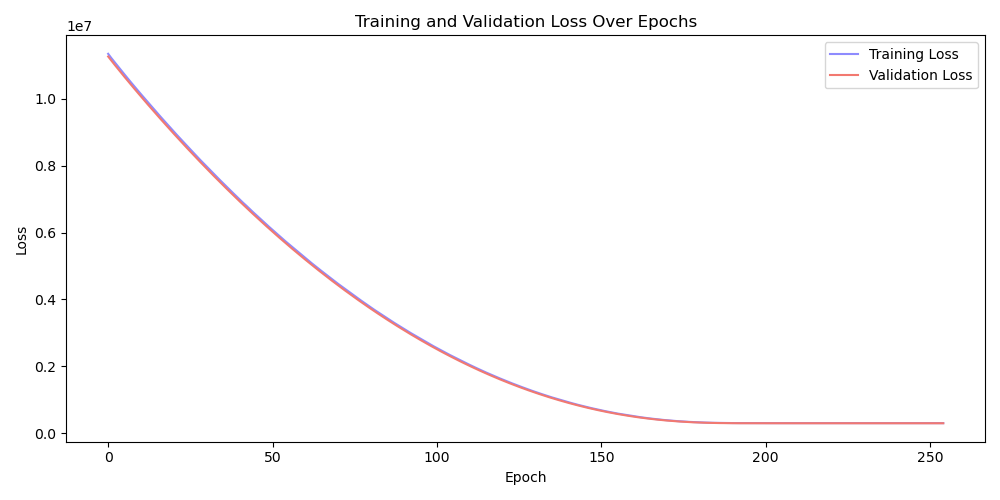 Training and Validation Loss Over Epochs
1e7
Training Loss
Validation Loss
1.0
0.8
0.6
0.4
0.2
0.0
Loss
0 50 100 150 200 250
Epoch